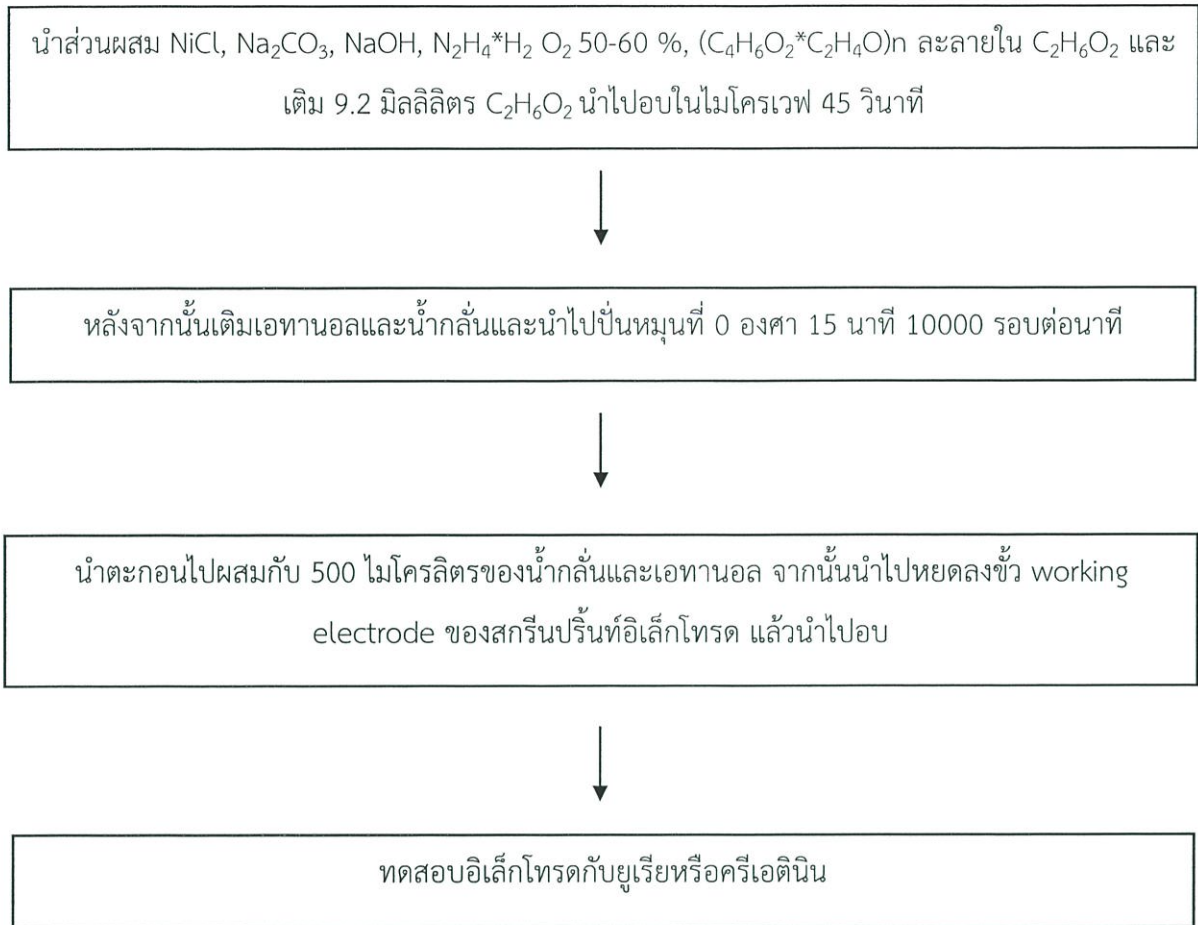 นำส่วนผสม NiCl, Na₂CO₃, NaOH, N₂H₄*H₂ O₂ 50-60 %, (C₄H₆O₂*C₂H₄O)n ละลายใน C₂H₆O₂ และ
เติม 9.2 มิลลิลิตร C₂H₆O₂ นำไปอบในไมโครเวฟ 45 วินาที
หลังจากนั้นเติมเอทานอลและน้ำกลั่นและนำไปปั่นหมุนที่ 0 องศา 15 นาที 10000 รอบต่อนาที
นำตะกอนไปผสมกับ 500 ไมโครลิตรของน้ำกลั่นและเอทานอล จากนั้นนำไปหยดลงขั้ว working
electrode ของสกรีนปริ้นท์อิเล็กโทรด แล้วนำไปอบ
ทดสอบอิเล็กโทรดกับยูเรียหรือครีเอตินิน